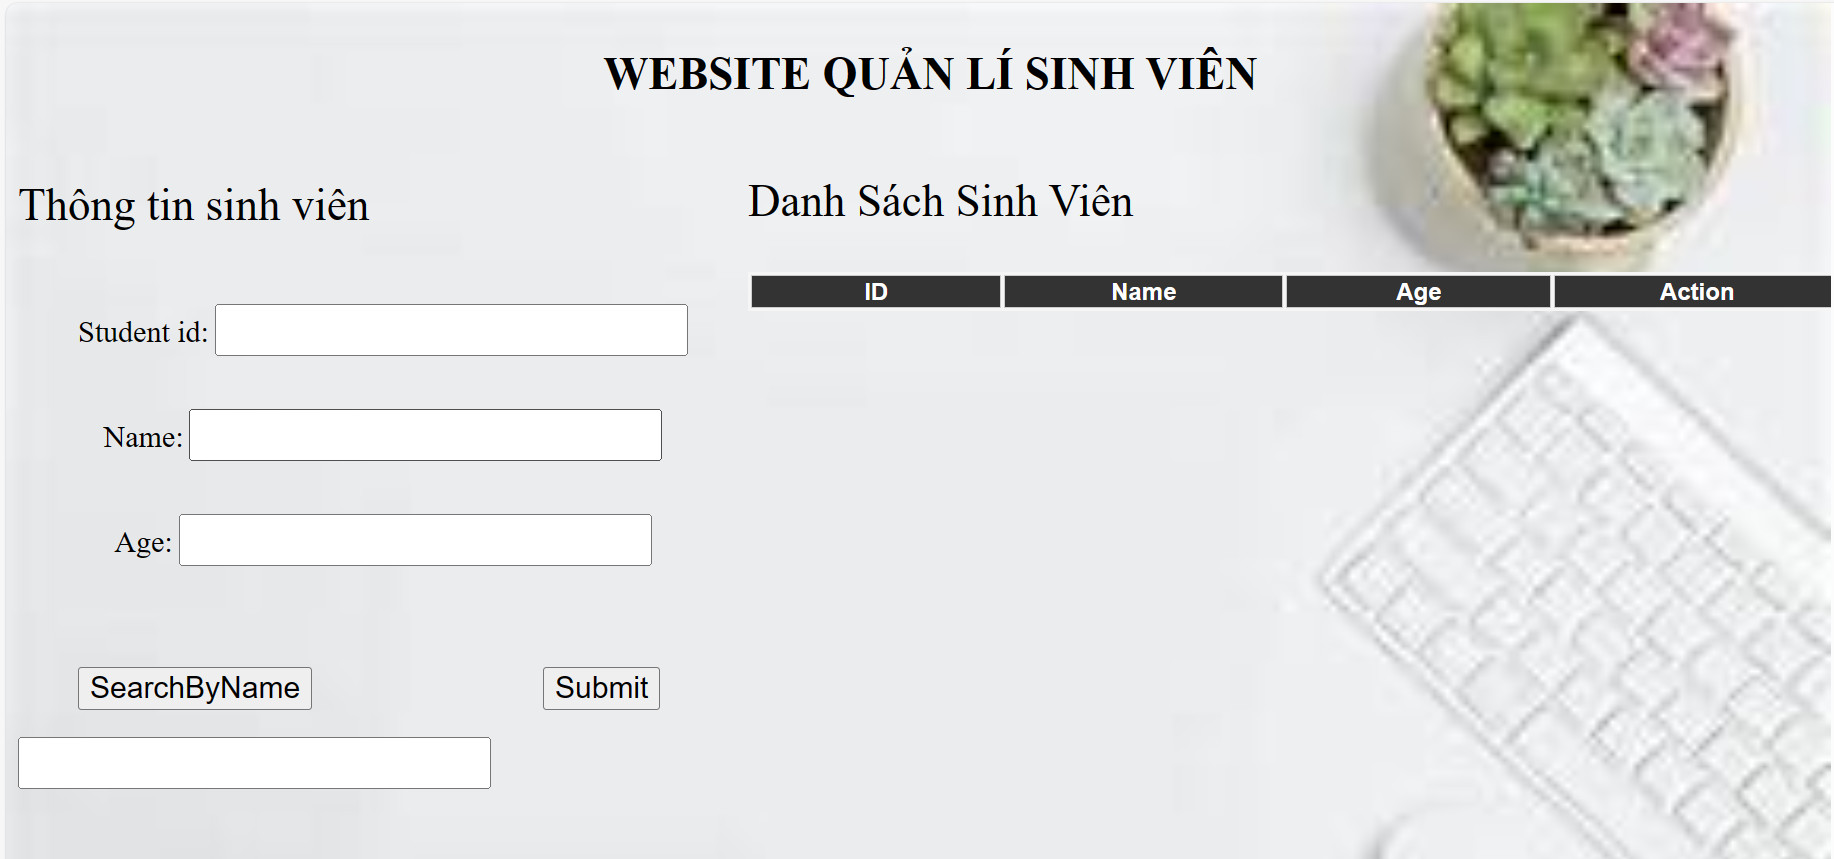 WEBSITE QUẢN LÍ SINH VIÊN
Thông tin sinh viên
Student id:
Name:
Age:
SearchByName Submit
Danh Sách Sinh Viên
ID Name Age Action